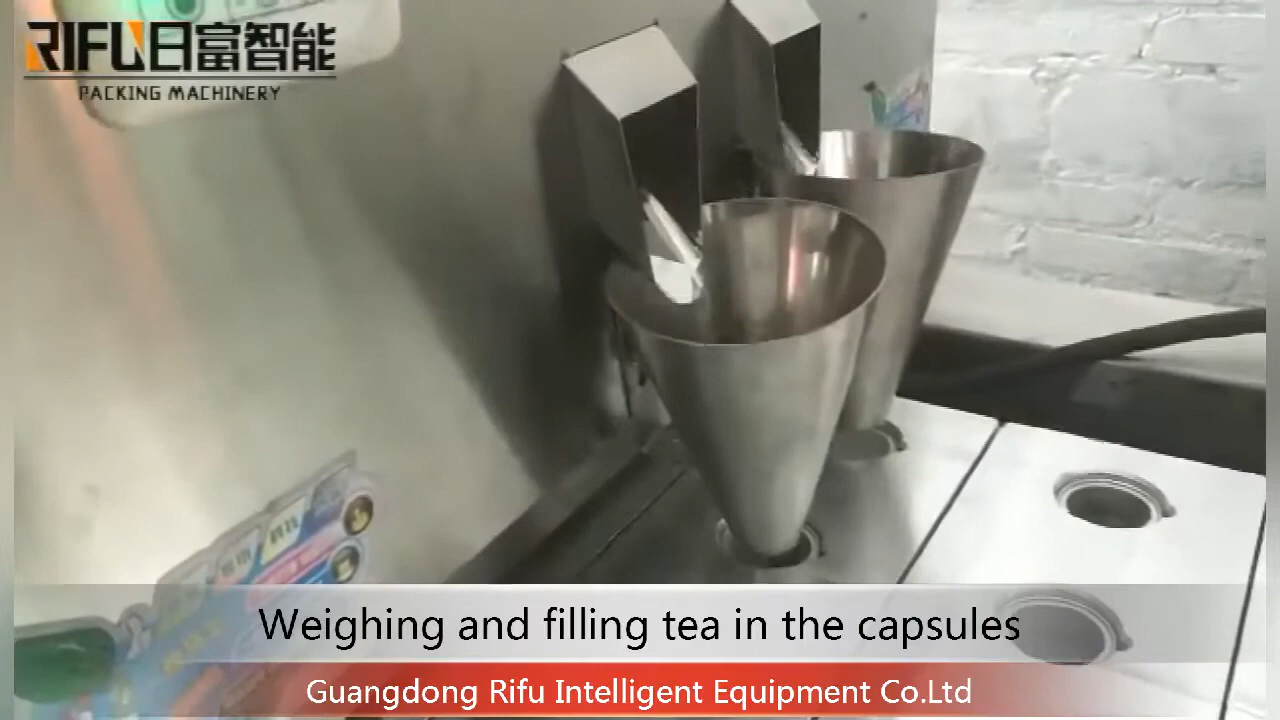 RIFU日富智能
PACKING MACHINERY
Weighing and filling tea in the capsules
Guangdong Rifu Intelligent Equipment Co.Ltd